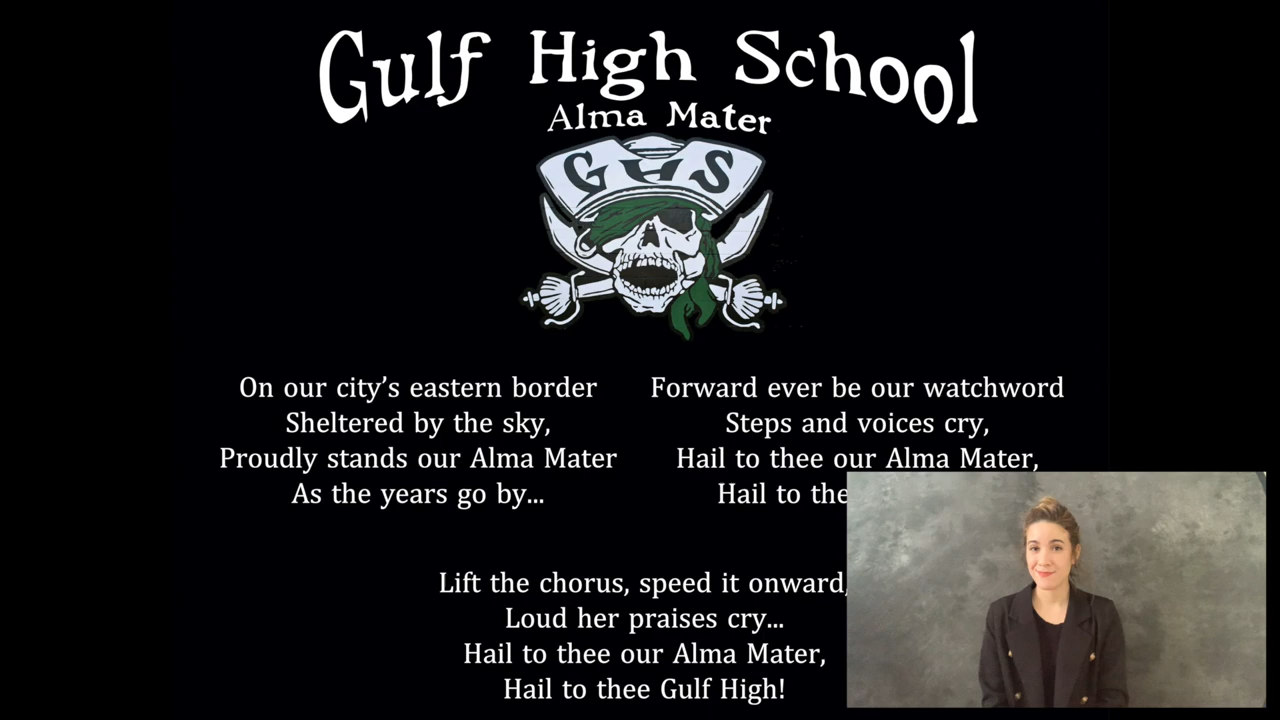 Gulf High School
Alma Mater
GHS
On our city’s eastern border
Sheltered by the sky,
Proudly stands our Alma Mater
As the years go by...
Forward ever be our watchword
Steps and voices cry,
Hail to thee our Alma Mater,
Hail to
Lift the chorus, speed it onward,
Loud her praises cry...
Hail to thee our Alma Mater,
Hail to thee Gulf High!